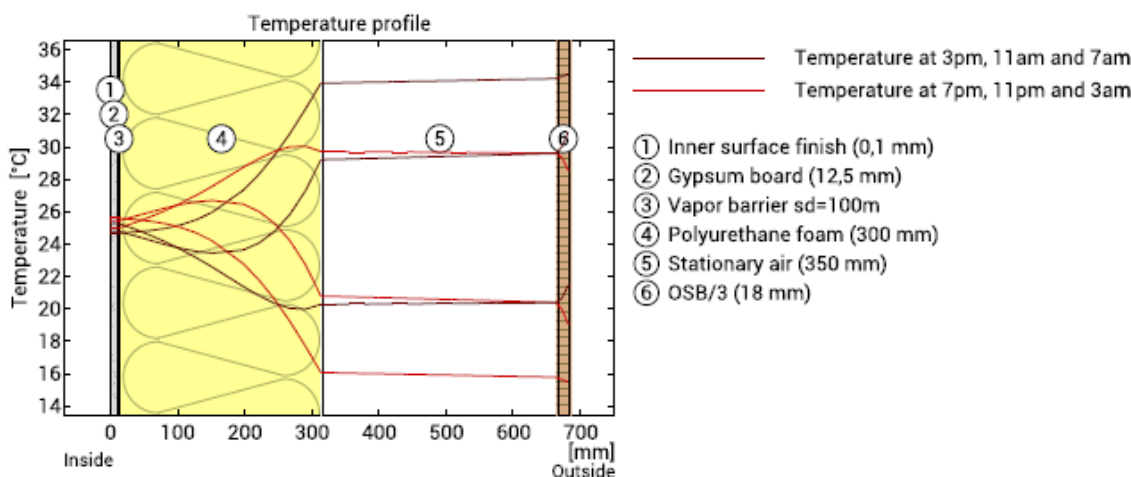 Temperature profile
Temperature [°C]
36
34
32
30
28
26
24
22
20
18
16
14
1
2
3
4
5
6
0 100 200 300 400 500 600 700
[mm]
Inside
Outside
Temperature at 3pm, 11am and 7am
Temperature at 7pm, 11pm and 3am
1 Inner surface finish (0,1 mm)
2 Gypsum board (12,5 mm)
3 Vapor barrier sd=100m
4 Polyurethane foam (300 mm)
5 Stationary air (350 mm)
6 OSB/3 (18 mm)